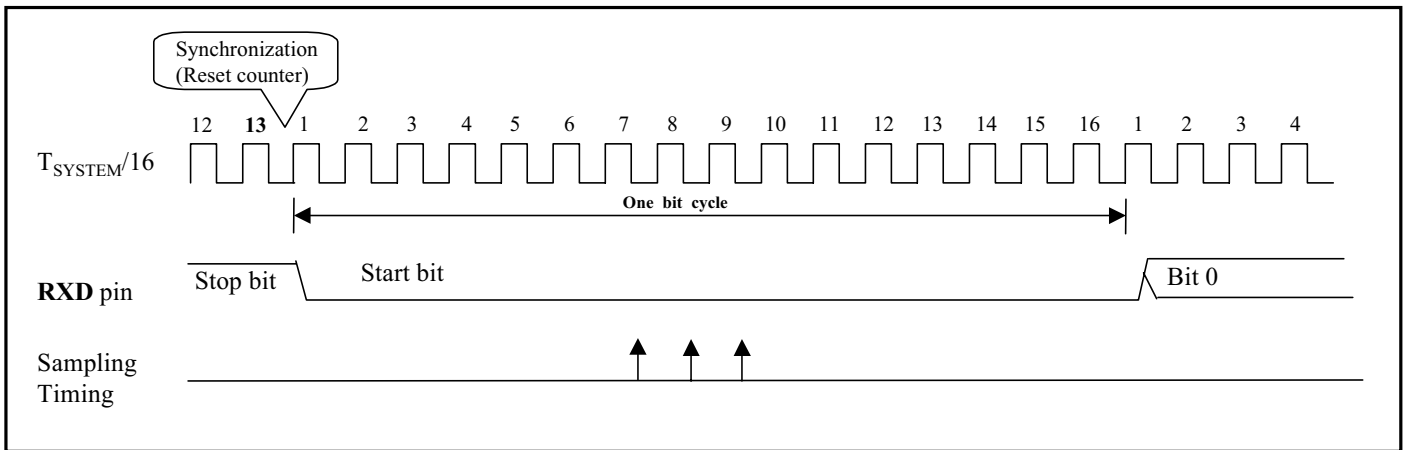 Synchronization
(Reset counter)
12 13 1 2 3 4 5 6 7 8 9 10 11 12 13 14 15 16 1 2 3 4
TSYSTEM/16
One bit cycle
RXD pin
Stop bit
Start bit
Bit 0
Sampling
Timing